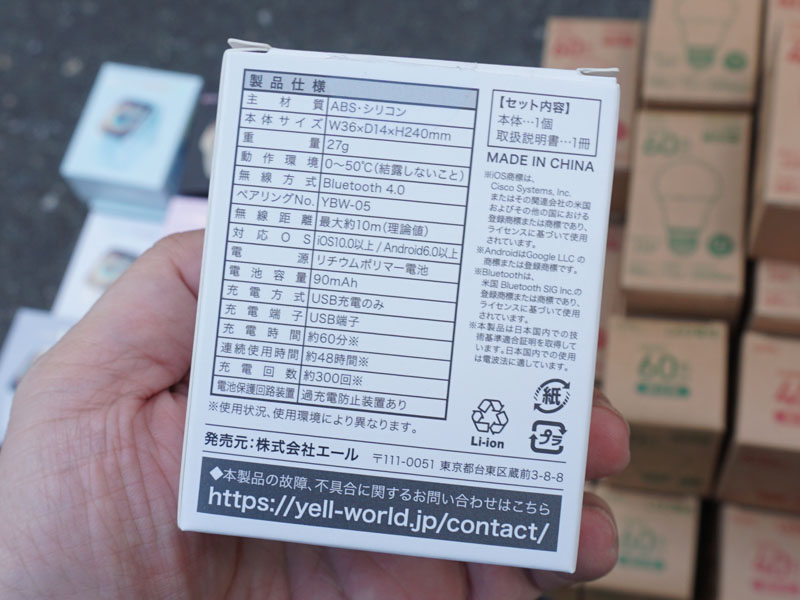 製品仕様
主材質 ABS・シリコン
本体サイズ W36×D14×H240mm
重量 27g
動作環境 0～50℃(結露しないこと)
無線方式 Bluetooth 4.0
ペアリングNo. YBW-05
無線距離 最大約10m(理論値)
対応OS iOS10.0以上 / Android6.0以上
電源 リチウムポリマー電池
電池容量 90mAh
充電方式 USB充電のみ
充電端子 USB端子
充電時間 約60分※
連続使用時間 約48時間※
充電回数 約300回※
電池保護回路装置 過充電防止装置あり
※使用状況、使用環境により異なります。
【セット内容】
本体…1個
取扱説明書…1冊
MADE IN CHINA
※iOS商標は、
Cisco Systems, Inc.
またはその関連会社の米国
およびその他の国における
登録商標または商標であり、
ライセンスに基づいて使用
されています。
※AndroidはGoogle LLC の
商標または登録商標です。
※Bluetoothは、
米国 Bluetooth SIG Inc.の
登録商標または商標であり、
ライセンスに基づいて使用
されています。
※本製品は日本国内での技
術基準適合証明を取得して
います。日本国内での使用
は電波法に適しています。
Li-ion
紙
プラ
発売元：株式会社エール 〒111-0051 東京都台東区蔵前3-8-8
◆本製品の故障、不具合に関するお問い合わせはこちら
https://yell-world.jp/contact/
60
60
60